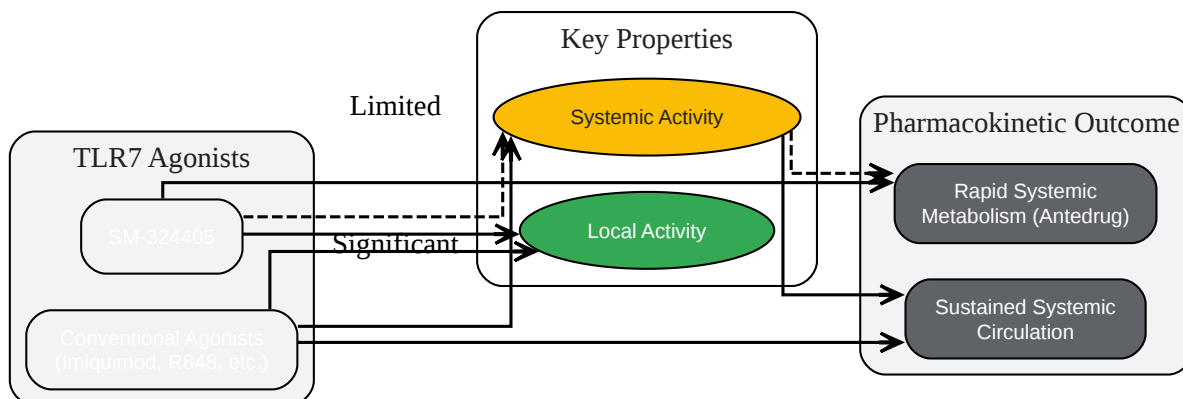 Key Properties
Limited
Systemic Activity
Pharmacokinetic Outcome
TLR7 Agonists
Rapid Systemic
Metabolism (Antedrug)
SM-324405
Significant
Local Activity
Sustained Systemic
Circulation
Conventional Agonists
(Imiquimod, R848, etc.)